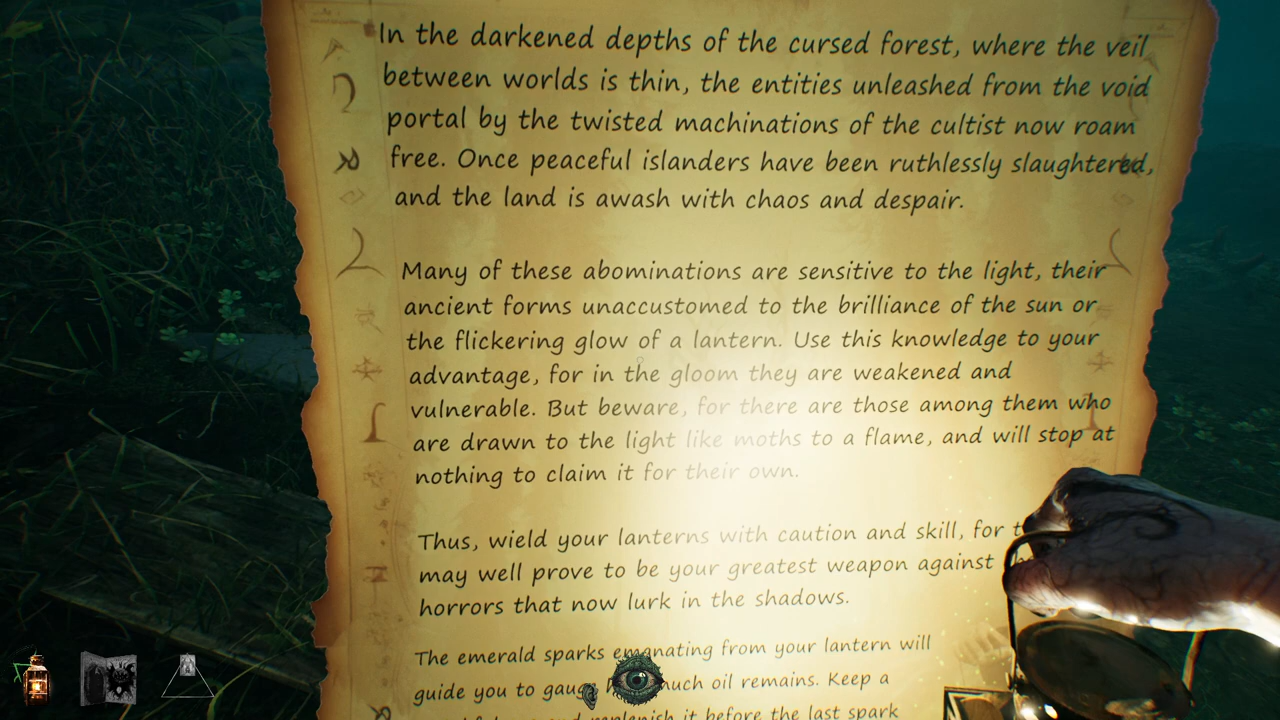 In the darkened depths of the cursed forest, where the veil
between worlds is thin, the entities unleashed from the void
portal by the twisted machinations of the cultist now roam
free. Once peaceful islanders have been ruthlessly slaughtered,
and the land is awash with chaos and despair.
Many of these abominations are sensitive to the light, their
ancient forms unaccustomed to the brilliance of the sun or
the flickering glow of a lantern. Use this knowledge to your
advantage, for in the gloom they are weakened and
vulnerable. But beware, for there are those among them who
are drawn to the light like moths to a flame, and will stop at
nothing to claim it for their own.
Thus, wield your lanterns with caution and skill, for
may well prove to be your greatest weapon against
horrors that now lurk in the shadows.
The emerald sparks emanating from your lantern will
guide you to gauge much oil remains. Keep a
replenish it before the last spark